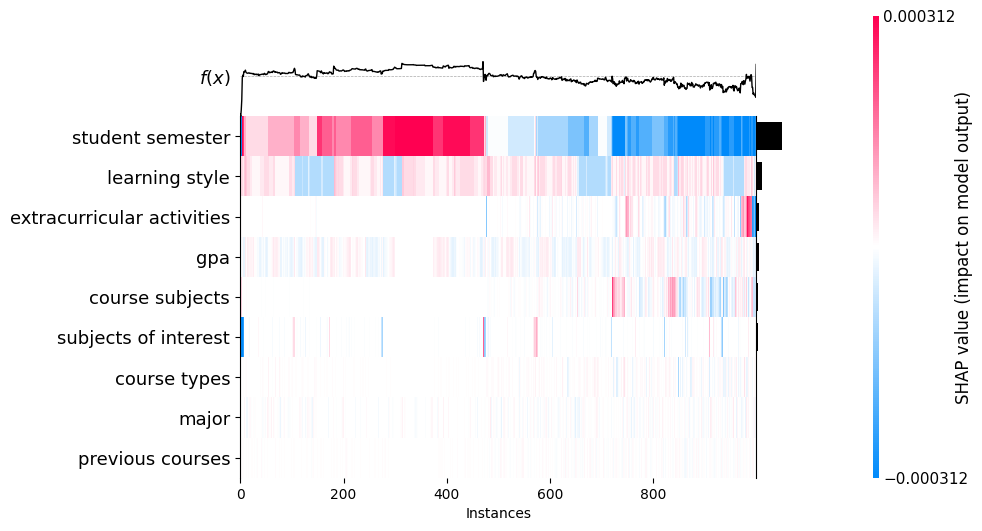 0.000312
f(x)
student semester
learning style
extracurricular activities
gpa
course subjects
subjects of interest
course types
major
previous courses
SHAP value (impact on model output)
−0.000312
0 200 400 600 800
Instances